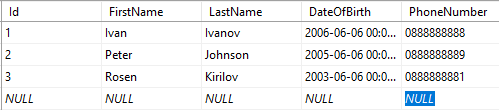 Id FirstName LastName DateOfBirth PhoneNumber
1 Ivan Ivanov 2006-06-06 00:0... 0888888888
2 Peter Johnson 2005-06-06 00:0... 0888888889
3 Rosen Kirilov 2003-06-06 00:0... 0888888881
NULL NULL NULL NULL NULL